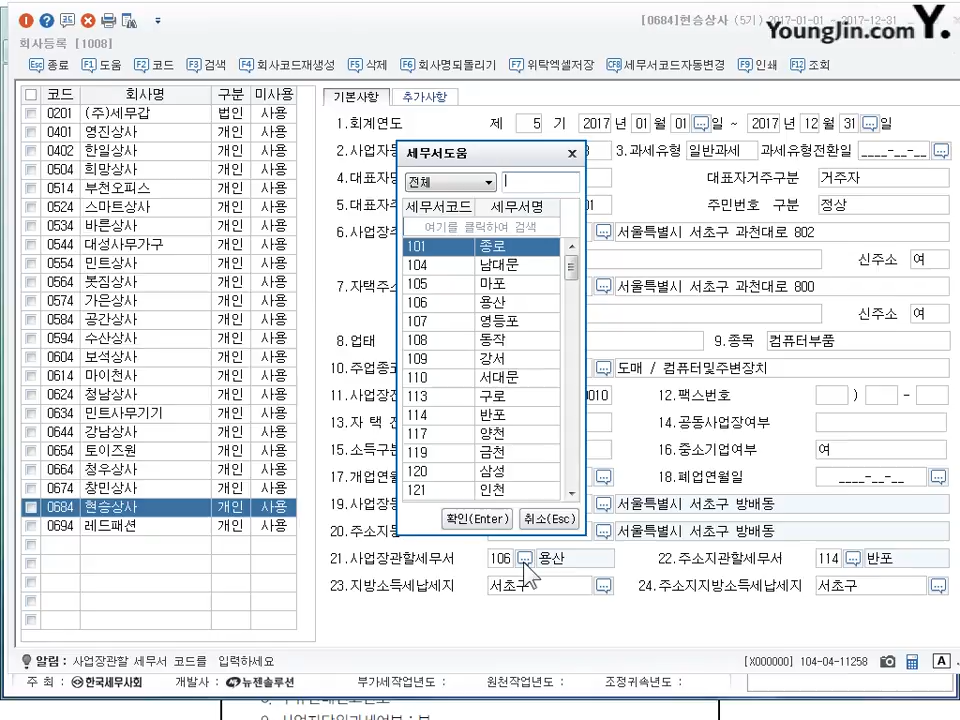 [0684]현승상사 (5기) 2017-01-01 ~ 2017-12-31
YoungJin.com Y.
회사등록 [1008]
Esc종료 F1도움 F2코드 F3검색 F4회사코드재생성 F5삭제 F6회사명되돌리기 F7위탁엑셀저장 CF8세무서코드자동변경 F9인쇄 F12조회
코드 회사명 구분 미사용
0201 (주)세무갑 법인 사용
0401 영진상사 개인 사용
0402 한일상사 개인 사용
0504 희망상사 개인 사용
0514 부천오피스 개인 사용
0524 스마트상사 개인 사용
0534 바른상사 개인 사용
0544 대성사무가구 개인 사용
0554 민트상사 개인 사용
0564 봇짐상사 개인 사용
0574 가은상사 개인 사용
0584 공간상사 개인 사용
0594 수산상사 개인 사용
0604 보석상사 개인 사용
0614 마이천사 개인 사용
0624 청남상사 개인 사용
0634 민트사무기기 개인 사용
0644 강남상사 개인 사용
0654 토이즈원 개인 사용
0664 청우상사 개인 사용
0674 창민상사 개인 사용
0684 현승상사 개인 사용
0694 레드패션 개인 사용
기본사항 추가사항
1.회계연도 제 5 기 2017 년 01 월 01 일 ~ 2017 년 12 월 31 일
2.사업자 3.과세유형 일반과세 과세유형전환일 ____-__-__
4.대표자 대표자거주구분 거주자
5.대표자 01 주민번호 구분 정상
6.사업장 서울특별시 서초구 과천대로 802
신주소 여
7.자택주소 서울특별시 서초구 과천대로 800
신주소 여
8.업태 9.종목 컴퓨터부품
10.주업종 도매 / 컴퓨터및주변장치
11.사업장 0010 12.팩스번호 ) -
13.자 택 전 14.공동사업장여부
15.소득구 16.중소기업여부 여
17.개업연월 18.폐업연월일 ____-__-__
19.사업장 서울특별시 서초구 방배동
20.주소지 서울특별시 서초구 방배동
21.사업장관할세무서 106 용산 22.주소지관할세무서 114 반포
23.지방소득세납세지 서초구 24.주소지지방소득세납세지 서초구
세무서도움
전체
세무서코드 세무서명
여기를 클릭하여 검색
101 종로
104 남대문
105 마포
106 용산
107 영등포
108 동작
109 강서
110 서대문
113 구로
114 반포
117 양천
119 금천
120 삼성
121 인천
확인(Enter) 취소(Esc)
알림 : 사업장관할 세무서 코드를 입력하세요
[X000000] 104-04-11258 A
주 최 : 한국세무사회 개발사 : 뉴젠솔루션 부가세작업년도 : 원천작업년도 : 조정귀속년도 :